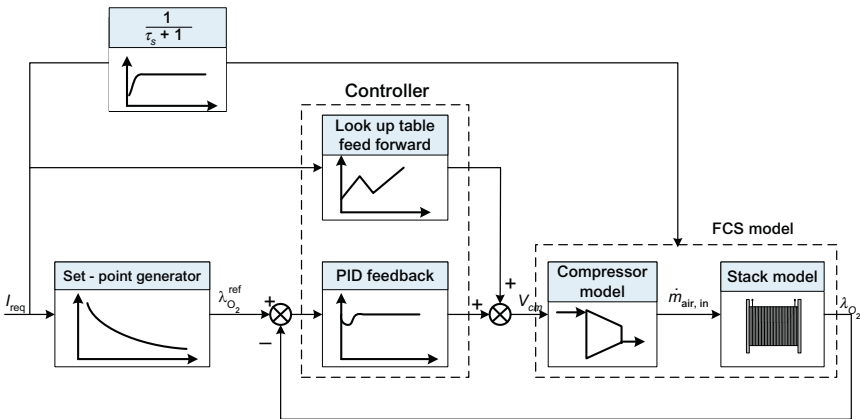 1
τs + 1
Controller
Look up table
feed forward
FCS model
Set - point generator
PID feedback
Compressor
model
Stack model
Ireq
λO2ref
+
−
+
+
Vcm
ṁair, in
λO2